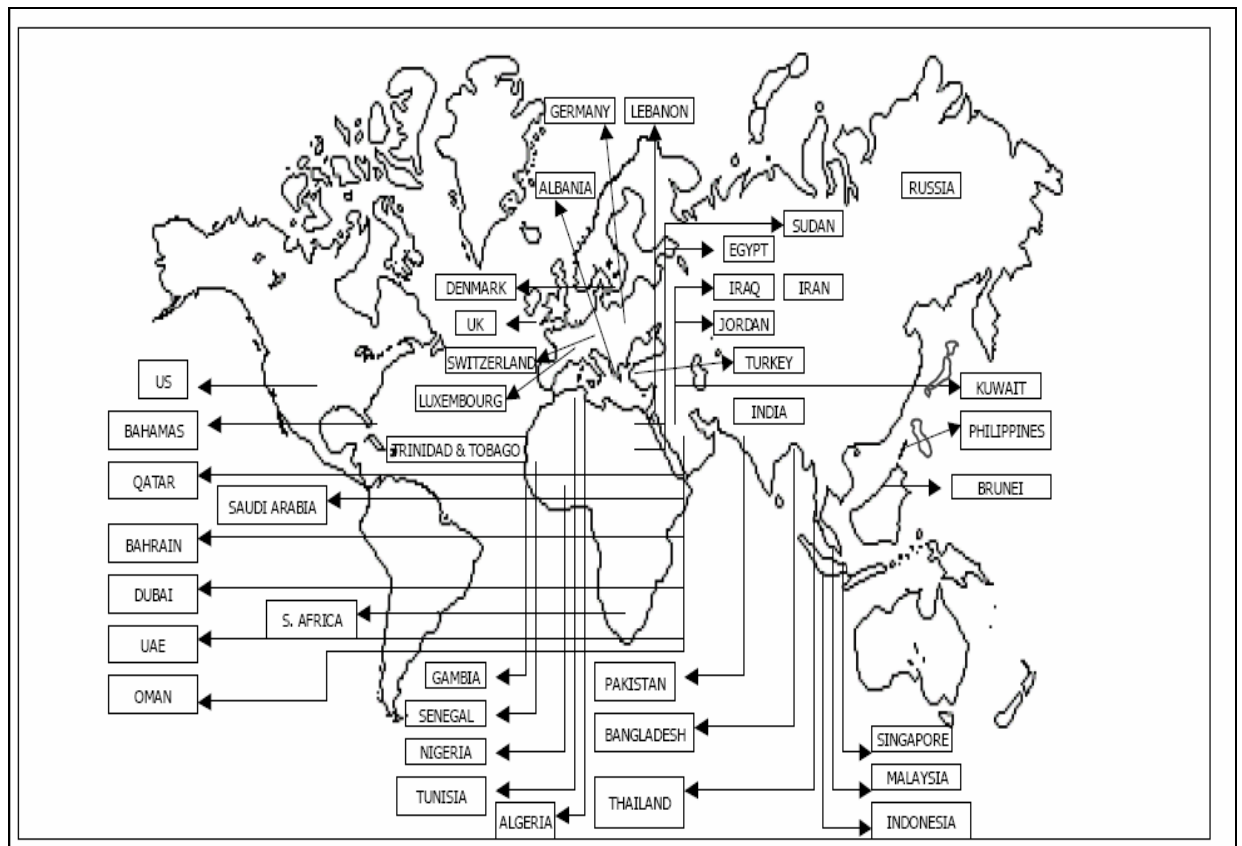 GERMANY
LEBANON
ALBANIA
RUSSIA
SUDAN
EGYPT
DENMARK
IRAQ
IRAN
UK
JORDAN
SWITZERLAND
TURKEY
US
KUWAIT
LUXEMBOURG
INDIA
BAHAMAS
PHILIPPINES
TRINIDAD & TOBAGO
QATAR
BRUNEI
SAUDI ARABIA
BAHRAIN
DUBAI
S. AFRICA
UAE
GAMBIA
PAKISTAN
OMAN
SENEGAL
BANGLADESH
SINGAPORE
NIGERIA
MALAYSIA
TUNISIA
THAILAND
ALGERIA
INDONESIA